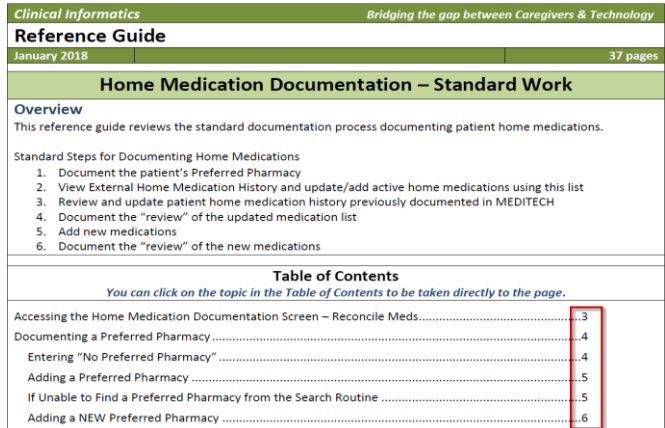 Clinical Informatics Bridging the gap between Caregivers & Technology
Reference Guide
January 2018 37 pages
Home Medication Documentation – Standard Work
Overview
This reference guide reviews the standard documentation process documenting patient home medications.
Standard Steps for Documenting Home Medications
1. Document the patient's Preferred Pharmacy
2. View External Home Medication History and update/add active home medications using this list
3. Review and update patient home medication history previously documented in MEDITECH
4. Document the "review" of the updated medication list
5. Add new medications
6. Document the "review" of the new medications
Table of Contents
You can click on the topic in the Table of Contents to be taken directly to the page.
Accessing the Home Medication Documentation Screen – Reconcile Meds....................3
Documenting a Preferred Pharmacy....................4
Entering "No Preferred Pharmacy"....................4
Adding a Preferred Pharmacy....................5
If Unable to Find a Preferred Pharmacy from the Search Routine....................5
Adding a NEW Preferred Pharmacy....................6